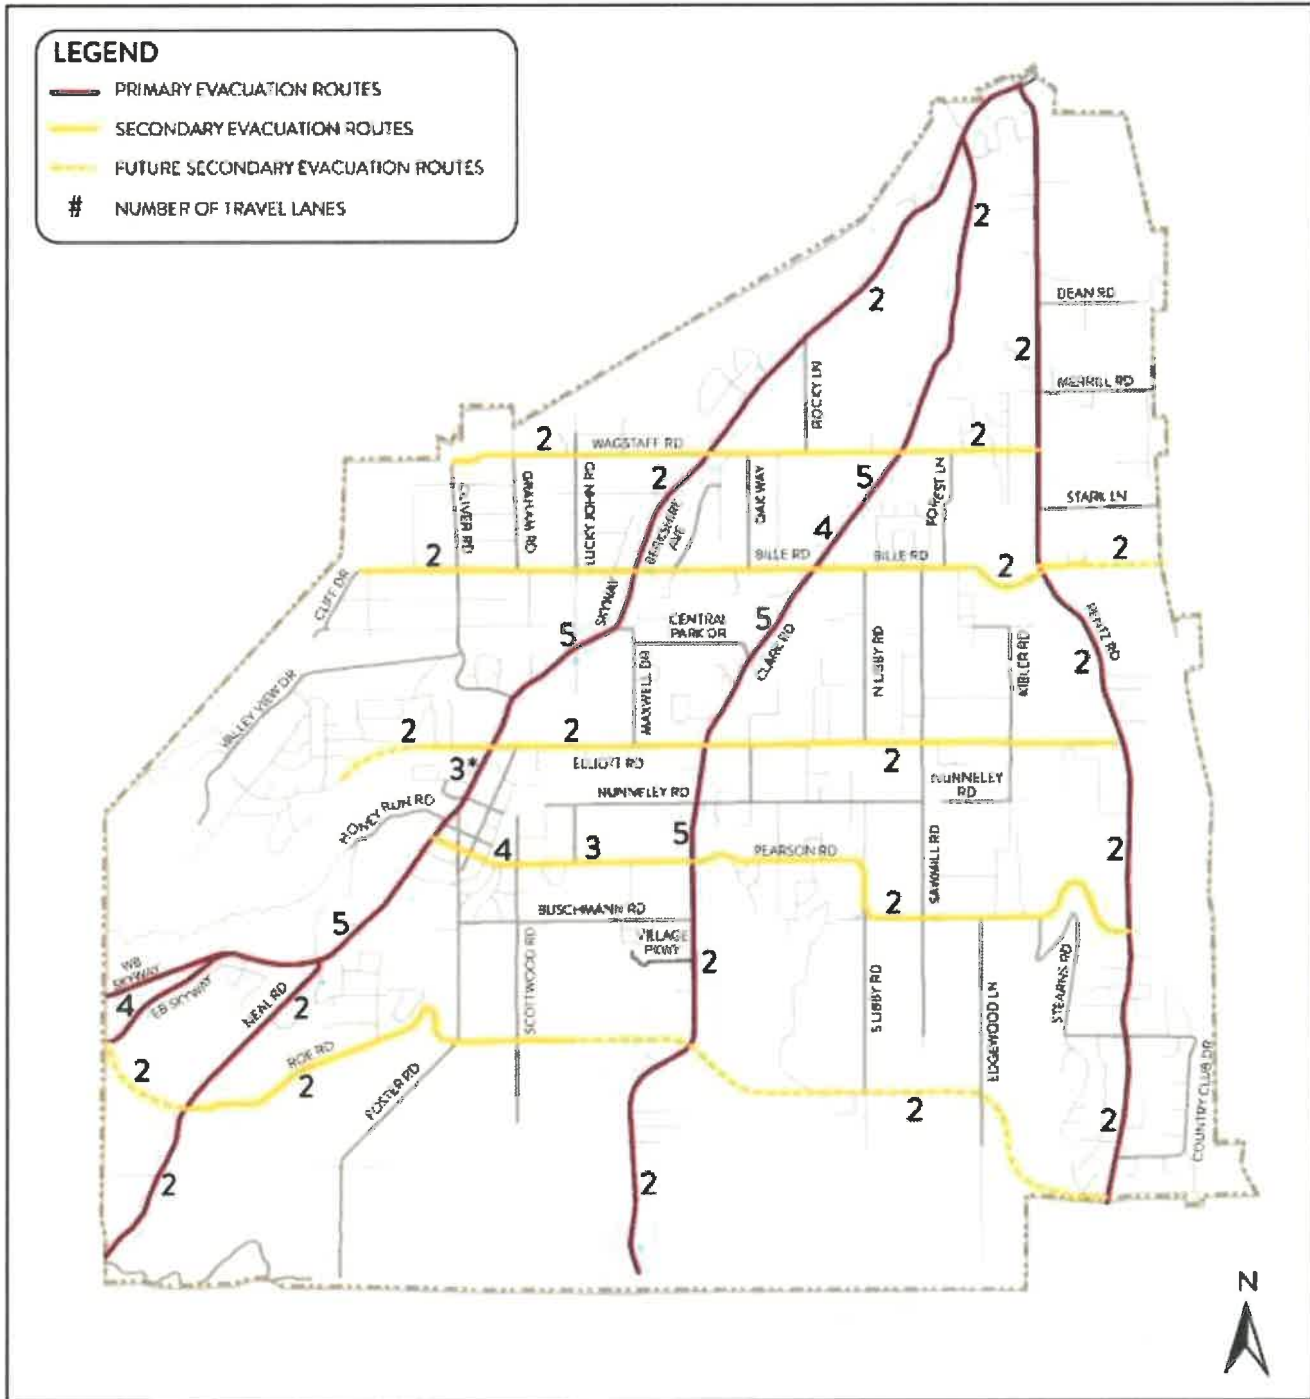 LEGEND
PRIMARY EVACUATION ROUTES
SECONDARY EVACUATION ROUTES
FUTURE SECONDARY EVACUATION ROUTES
# NUMBER OF TRAVEL LANES
2
2
DEAN RD
2
MERRILL RD
ROCKY LN
2
WAGSTAFF RD
2
2
5
OLIVER RD
GRAHAM RD
LUCKY JOHN RD
BERKSHIRE AVE
OAK WAY
FOREST LN
STARK LN
4
2
BILLE RD
BILLE RD
2
2
CLIFF DR
SKYWAY
5
CENTRAL
PARK DR
5
CLARK RD
N LIBBY RD
KIBLER RD
PENTZ RD
2
MAXWELL DR
VALLEY VIEW DR
2
2
ELLIOTT RD
2
3*
NUNNELEY RD
NUNNELEY
RD
HONEY RUN RD
5
4
3
PEARSON RD
SAWMILL RD
2
2
BUSCHMANN RD
5
VILLAGE
PKWY
2
WB
SKYWAY
EB SKYWAY
4
NEAL RD
2
SCOTTWOOD RD
S LIBBY RD
EDGEWOOD LN
STEARNS RD
2
ROE RD
2
FOSTER RD
2
2
COUNTRY CLUB DR
2
2
N